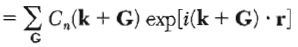 = ∑_G C_n(k + G) exp[i(k + G) · r]